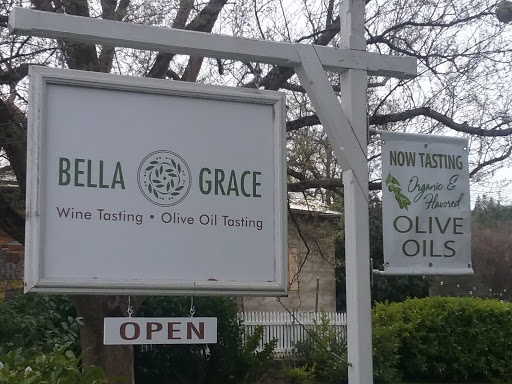 BELLA GRACE
Wine Tasting • Olive Oil Tasting
OPEN
NOW TASTING
Organic &
Flavored
OLIVE
OILS